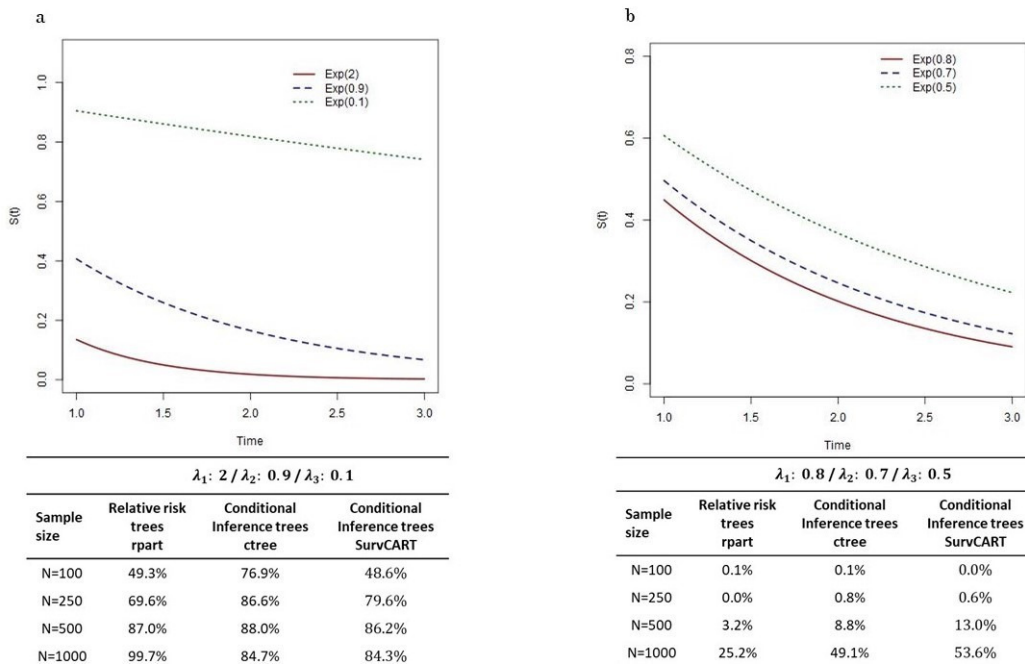 a
Exp(2)
Exp(0.9)
Exp(0.1)
S(t)
0.0 0.2 0.4 0.6 0.8 1.0
1.0 1.5 2.0 2.5 3.0
Time
λ₁: 2 / λ₂: 0.9 / λ₃: 0.1
Sample size Relative risk trees rpart Conditional Inference trees ctree Conditional Inference trees SurvCART
N=100 49.3% 76.9% 48.6%
N=250 69.6% 86.6% 79.6%
N=500 87.0% 88.0% 86.2%
N=1000 99.7% 84.7% 84.3%
b
Exp(0.8)
Exp(0.7)
Exp(0.5)
S(t)
0.0 0.2 0.4 0.6 0.8
1.0 1.5 2.0 2.5 3.0
Time
λ₁: 0.8 / λ₂: 0.7 / λ₃: 0.5
Sample size Relative risk trees rpart Conditional Inference trees ctree Conditional Inference trees SurvCART
N=100 0.1% 0.1% 0.0%
N=250 0.0% 0.8% 0.6%
N=500 3.2% 8.8% 13.0%
N=1000 25.2% 49.1% 53.6%